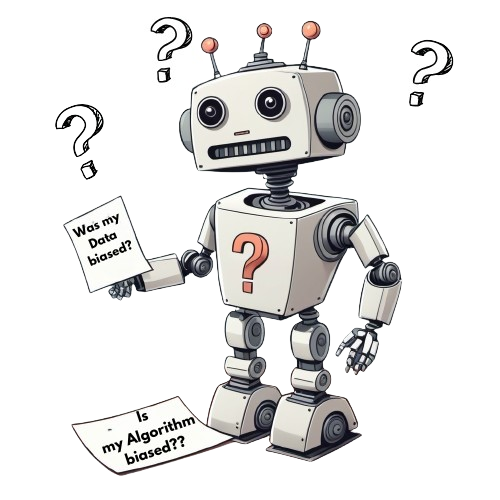 ?
?
?
Was my
Data
biased?
?
Is
my Algorithm
biased??